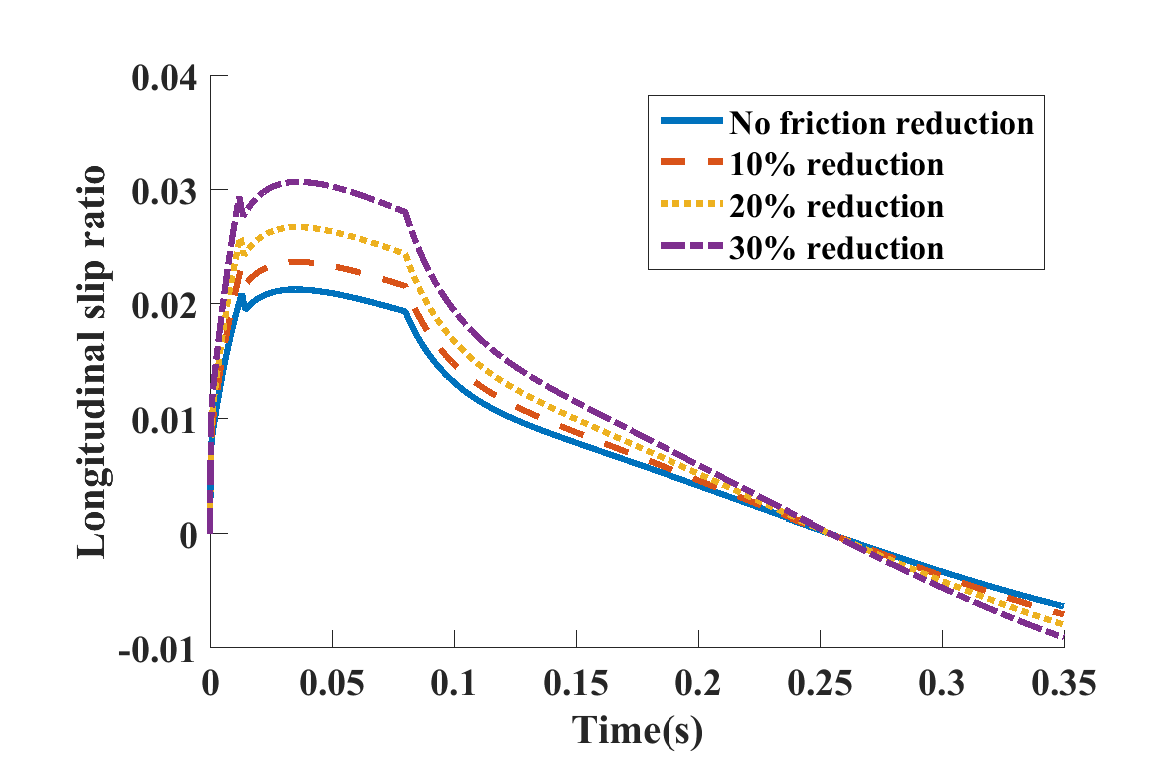 0.04
0.03
0.02
0.01
0
-0.01
Longitudinal slip ratio
No friction reduction
10% reduction
20% reduction
30% reduction
0 0.05 0.1 0.15 0.2 0.25 0.3 0.35
Time(s)